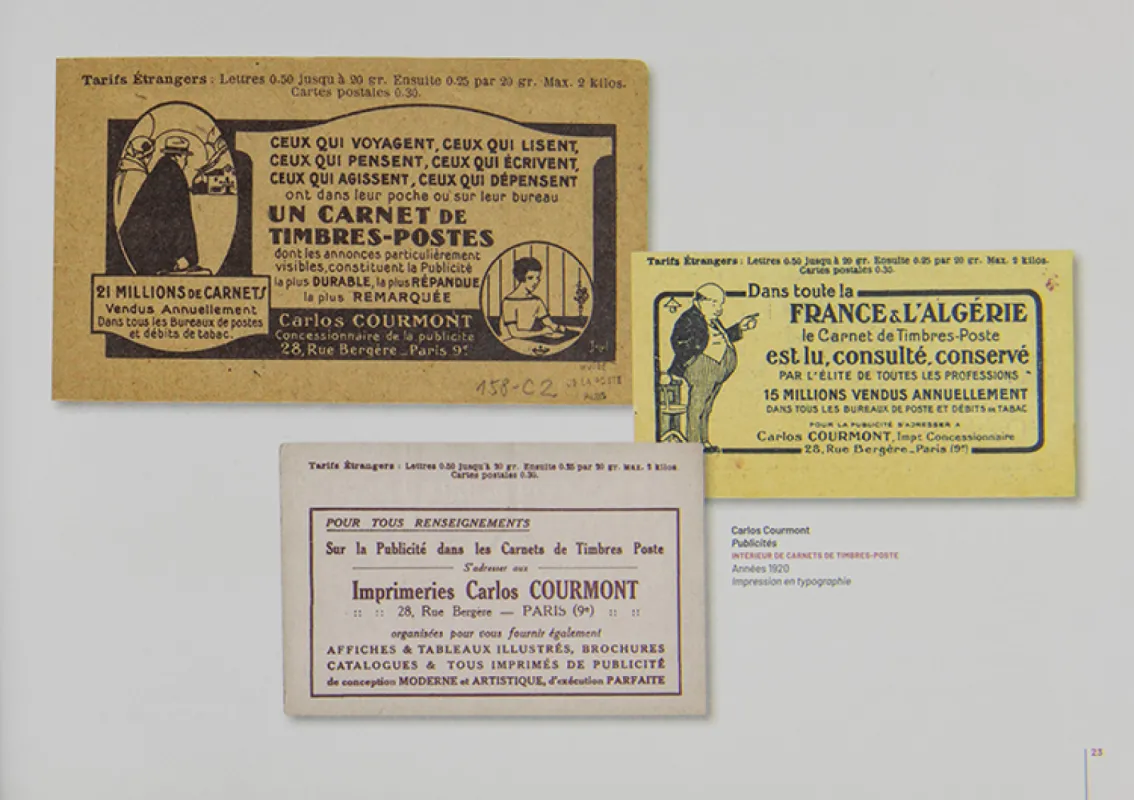 Tarifs Étrangers : Lettres 0.50 jusqu'à 20 gr. Ensuite 0.25 par 20 gr. Max. 2 kilos.
Cartes postales 0.30.
CEUX QUI VOYAGENT, CEUX QUI LISENT,
CEUX QUI PENSENT, CEUX QUI ÉCRIVENT,
CEUX QUI AGISSENT, CEUX QUI DÉPENSENT
ont dans leur poche ou sur leur bureau
UN CARNET DE
TIMBRES-POSTES
dont les annonces particulièrement
visibles, constituent la Publicité
la plus DURABLE, la plus RÉPANDUE
la plus REMARQUÉE
Carlos COURMONT
Concessionnaire de la publicite
28, Rue Bergère _ Paris 9e
21 MILLIONS DE CARNETS
Vendus Annuellement
Dans tous les Bureaux de postes
et débits de tabac.
158-C2
MUSÉE
DE LA POSTE
PARIS
Tarifs Étrangers : Lettres 0.50 jusqu'à 20 gr. Ensuite 0.25 par 20 gr. Max. 2 kilos.
Cartes postales 0.30.
Dans toute la
FRANCE & L'ALGÉRIE
le Carnet de Timbres-Poste
est lu, consulté, conservé
PAR L'ÉLITE DE TOUTES LES PROFESSIONS
15 MILLIONS VENDUS ANNUELLEMENT
DANS TOUS LES BUREAUX DE POSTE ET DÉBITS DE TABAC
POUR LA PUBLICITÉ S'ADRESSER A
Carlos COURMONT, Impr Concessionnaire
28, Rue Bergère _ Paris (9e)
Tarifs Étrangers : Lettres 0.50 jusqu'à 20 gr. Ensuite 0.25 par 20 gr. Max. 2 kilos.
Cartes postales 0.30.
POUR TOUS RENSEIGNEMENTS
Sur la Publicité dans les Carnets de Timbres Poste
S'adresser aux
Imprimeries Carlos COURMONT
:: :: 28, Rue Bergère — PARIS (9e) :: ::
organisées pour vous fournir également
AFFICHES & TABLEAUX ILLUSTRÉS, BROCHURES
CATALOGUES & TOUS IMPRIMÉS DE PUBLICITÉ
de conception MODERNE et ARTISTIQUE, d'exécution PARFAITE
Carlos Courmont
Publicités
INTÉRIEUR DE CARNETS DE TIMBRES-POSTE
Années 1920
Impression en typographie
23